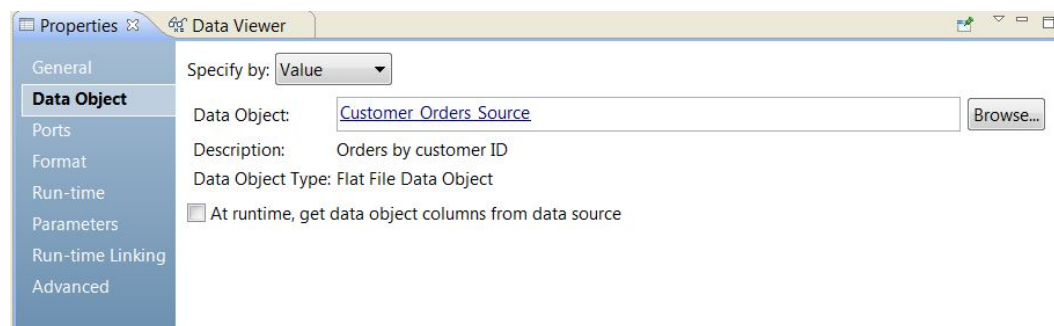 Properties Data Viewer
General
Data Object
Ports
Format
Run-time
Parameters
Run-time Linking
Advanced
Specify by: Value
Data Object: Customer_Orders_Source Browse...
Description: Orders by customer ID
Data Object Type: Flat File Data Object
At runtime, get data object columns from data source